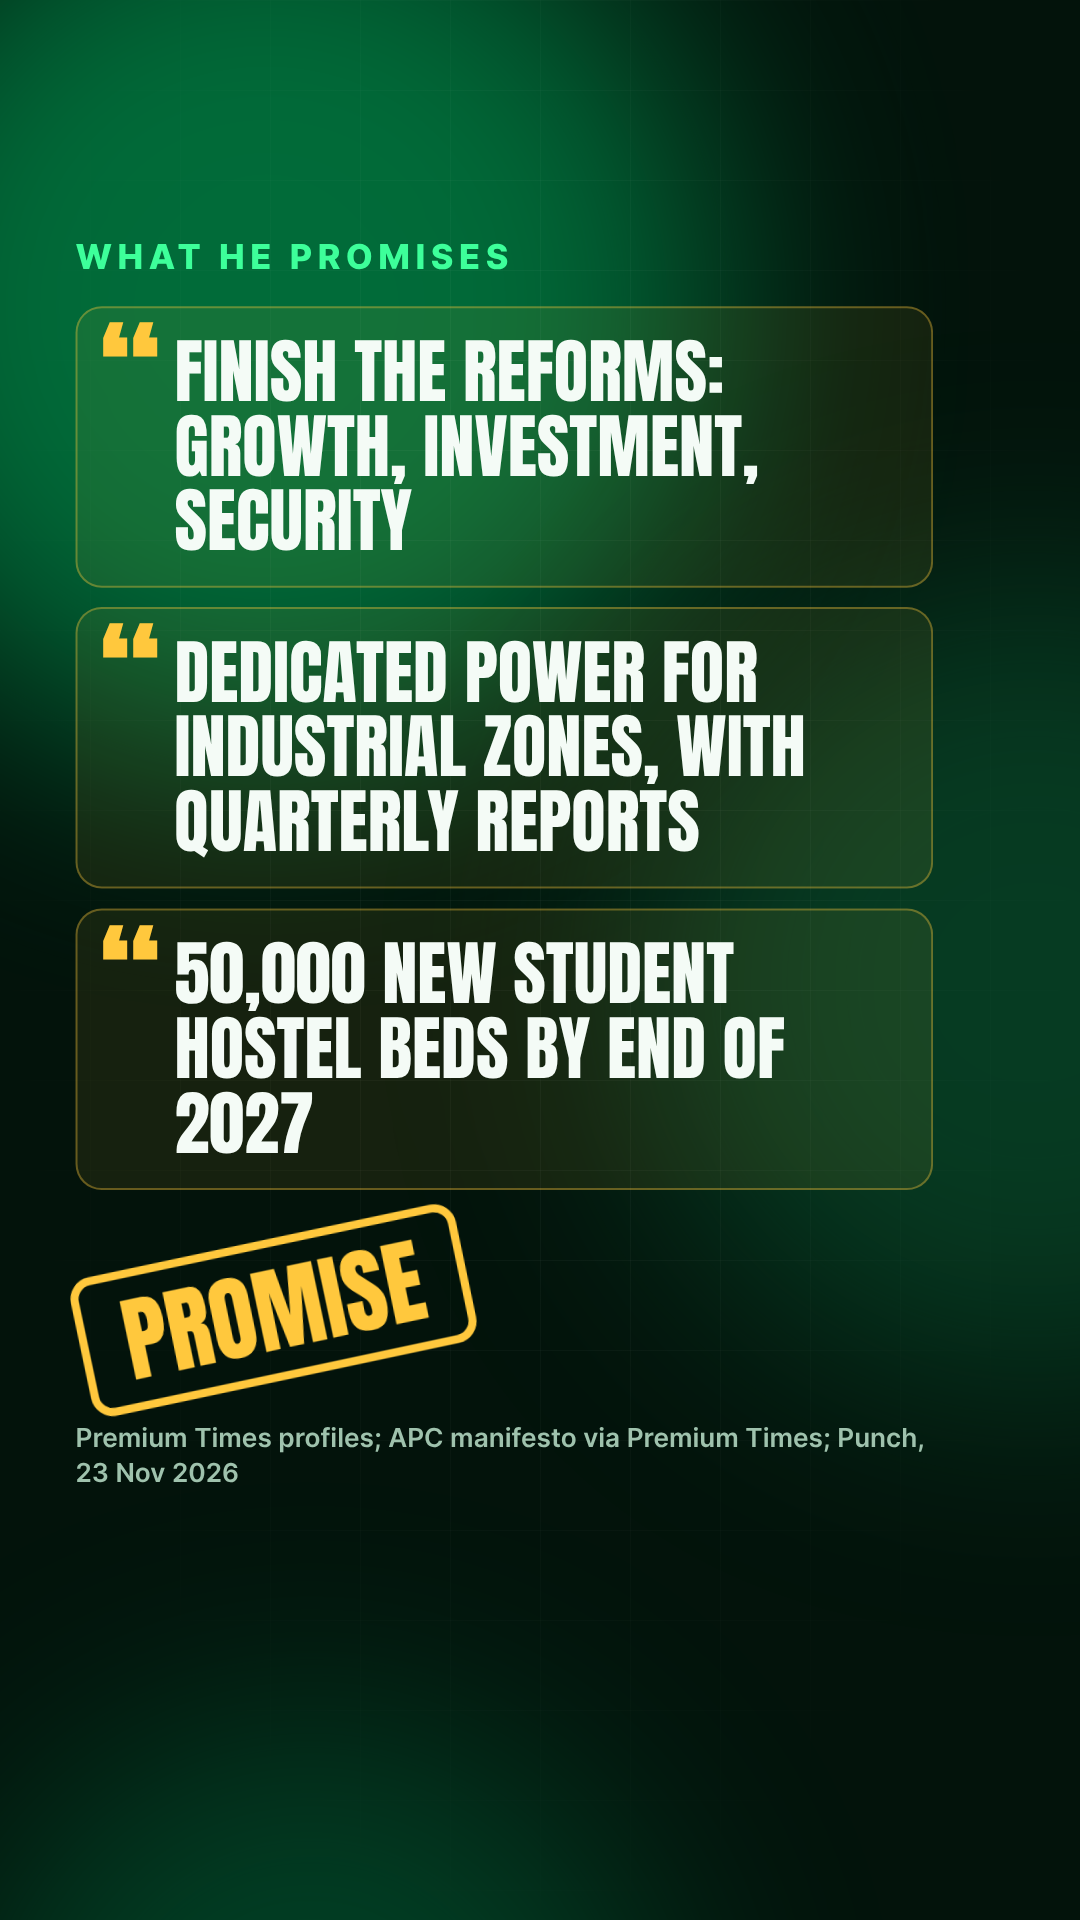 WHAT HE PROMISES
“ FINISH THE REFORMS:
GROWTH, INVESTMENT,
SECURITY
“ DEDICATED POWER FOR
INDUSTRIAL ZONES, WITH
QUARTERLY REPORTS
“ 50,000 NEW STUDENT
HOSTEL BEDS BY END OF
2027
PROMISE
Premium Times profiles; APC manifesto via Premium Times; Punch,
23 Nov 2026